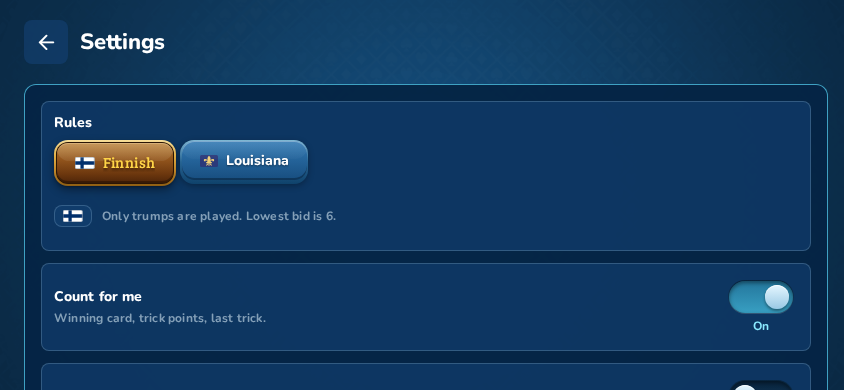 Settings
Rules
Finnish
Louisiana
Only trumps are played. Lowest bid is 6.
Count for me
Winning card, trick points, last trick.
On